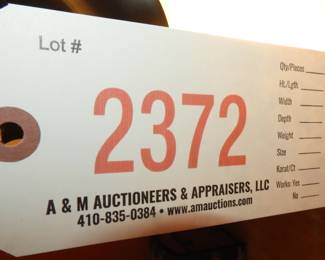 Lot #
2372
A & M AUCTIONEERS & APPRAISERS, LLC
410-835-0384 • www.amauctions.com
Qty/Pieces
Ht./Lgth.
Width
Depth
Weight
Size
Karat/Ct
Works: Yes
No